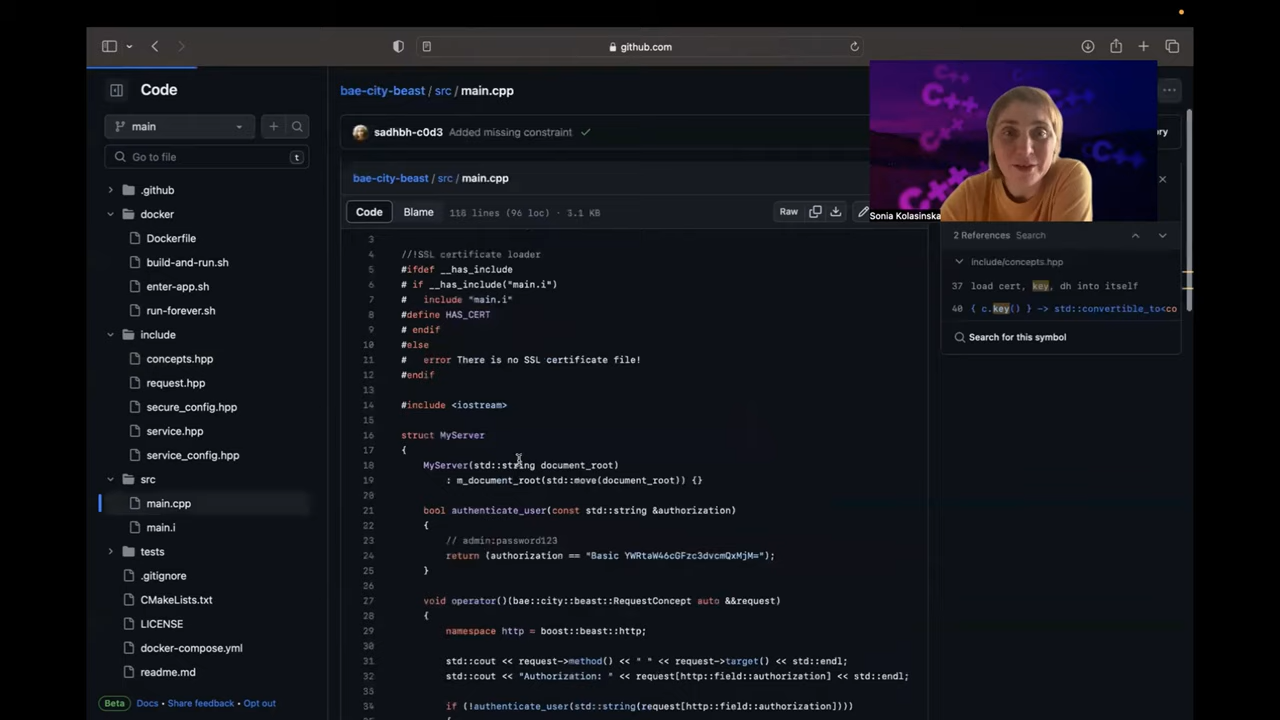 github.com
Code
bae-city-beast / src / main.cpp
main
sadhbh-c0d3 Added missing constraint
Go to file t
bae-city-beast / src / main.cpp
Code Blame 118 lines (96 loc) · 3.1 KB Raw
.github
docker
Dockerfile
build-and-run.sh
enter-app.sh
run-forever.sh
include
concepts.hpp
request.hpp
secure_config.hpp
service.hpp
service_config.hpp
src
main.cpp
main.i
tests
.gitignore
CMakeLists.txt
LICENSE
docker-compose.yml
readme.md
Beta Docs · Share feedback · Opt out
3
4 //!SSL certificate loader
5 #ifdef __has_include
6 # if __has_include("main.i")
7 #   include "main.i"
8 #define HAS_CERT
9 # endif
10 #else
11 #   error There is no SSL certificate file!
12 #endif
13
14 #include <iostream>
15
16 struct MyServer
17 {
18 MyServer(std::string document_root)
19 : m_document_root(std::move(document_root)) {}
20
21 bool authenticate_user(const std::string &authorization)
22 {
23 // admin:password123
24 return (authorization == "Basic YWRtaW46cGFzc3dvcmQxMjM=");
25 }
26
27 void operator()(bae::city::beast::RequestConcept auto &&request)
28 {
29 namespace http = boost::beast::http;
30
31 std::cout << request->method() << " " << request->target() << std::endl;
32 std::cout << "Authorization: " << request[http::field::authorization] << std::endl;
33
34 if (!authenticate_user(std::string(request[http::field::authorization])))
C++
C++
C++
C++
Sonia Kolasinska
2 References Search
include/concepts.hpp
37 load cert, key, dh into itself
40 { c.key() } -> std::convertible_to<co
Search for this symbol